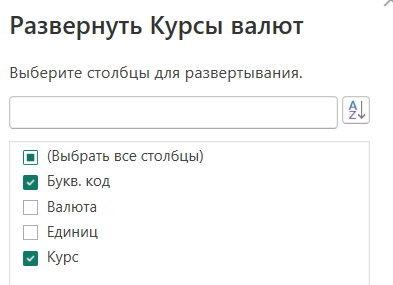 Развернуть Курсы валют
Выберите столбцы для развертывания.
A
Z
(Выбрать все столбцы)
Букв. код
Валюта
Единиц
Курс